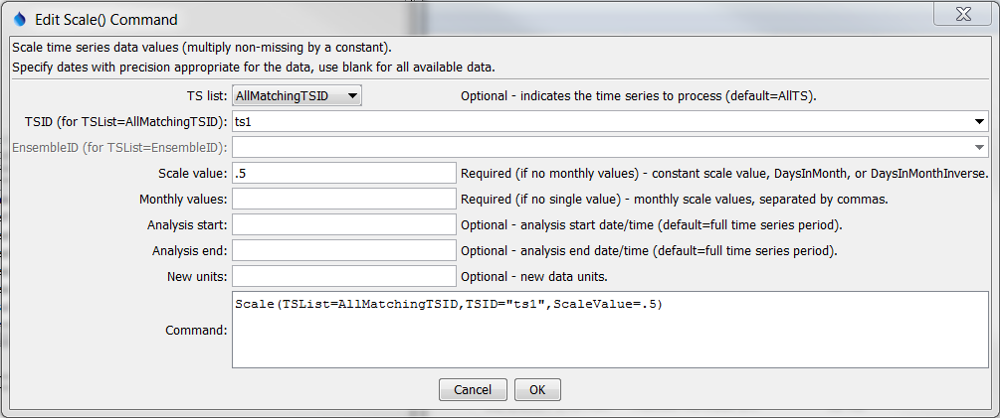 Edit Scale() Command
Scale time series data values (multiply non-missing by a constant).
Specify dates with precision appropriate for the data, use blank for all available data.
TS list: AllMatchingTSID Optional - indicates the time series to process (default=AllTS).
TSID (for TSList=AllMatchingTSID): ts1
EnsembleID (for TSList=EnsembleID):
Scale value: .5 Required (if no monthly values) - constant scale value, DaysInMonth, or DaysInMonthInverse.
Monthly values: Required (if no single value) - monthly scale values, separated by commas.
Analysis start: Optional - analysis start date/time (default=full time series period).
Analysis end: Optional - analysis end date/time (default=full time series period).
New units: Optional - new data units.
Scale(TSList=AllMatchingTSID,TSID="ts1",ScaleValue=.5)
Command:
Cancel OK